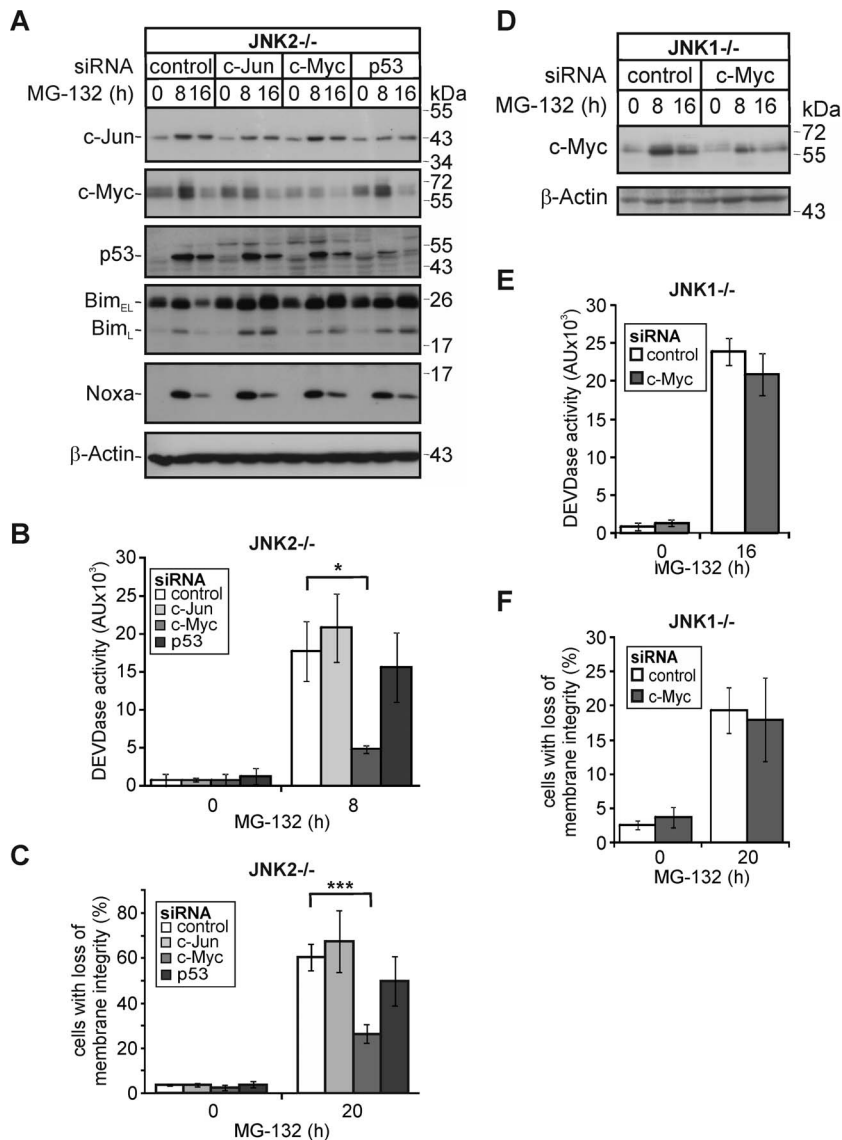 A
JNK2-/-
siRNA control c-Jun c-Myc p53
MG-132 (h) 0 8 16 0 8 16 0 8 16 0 8 16 kDa
55
c-Jun 43
34
72
c-Myc 55
55
p53 43
BimEL 26
BimL
17
17
Noxa
β-Actin 43
B
JNK2-/-
DEVDase activity (AUx10³)
30
25
20
15
10
5
0
siRNA
control
c-Jun
c-Myc
p53
*
0 8
MG-132 (h)
C
JNK2-/-
cells with loss of
membrane integrity (%)
80
60
40
20
0
siRNA
control
c-Jun
c-Myc
p53
***
0 20
MG-132 (h)
D
JNK1-/-
siRNA control c-Myc
MG-132 (h) 0 8 16 0 8 16 kDa
72
c-Myc 55
β-Actin
43
E
JNK1-/-
DEVDase activity (AUx10³)
30
25
20
15
10
5
0
siRNA
control
c-Myc
0 16
MG-132 (h)
F
JNK1-/-
cells with loss of
membrane integrity (%)
30
25
20
15
10
5
0
siRNA
control
c-Myc
0 20
MG-132 (h)